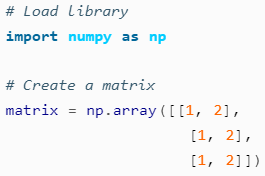 # Load library
import numpy as np

# Create a matrix
matrix = np.array([[1, 2],
                   [1, 2],
                   [1, 2]])